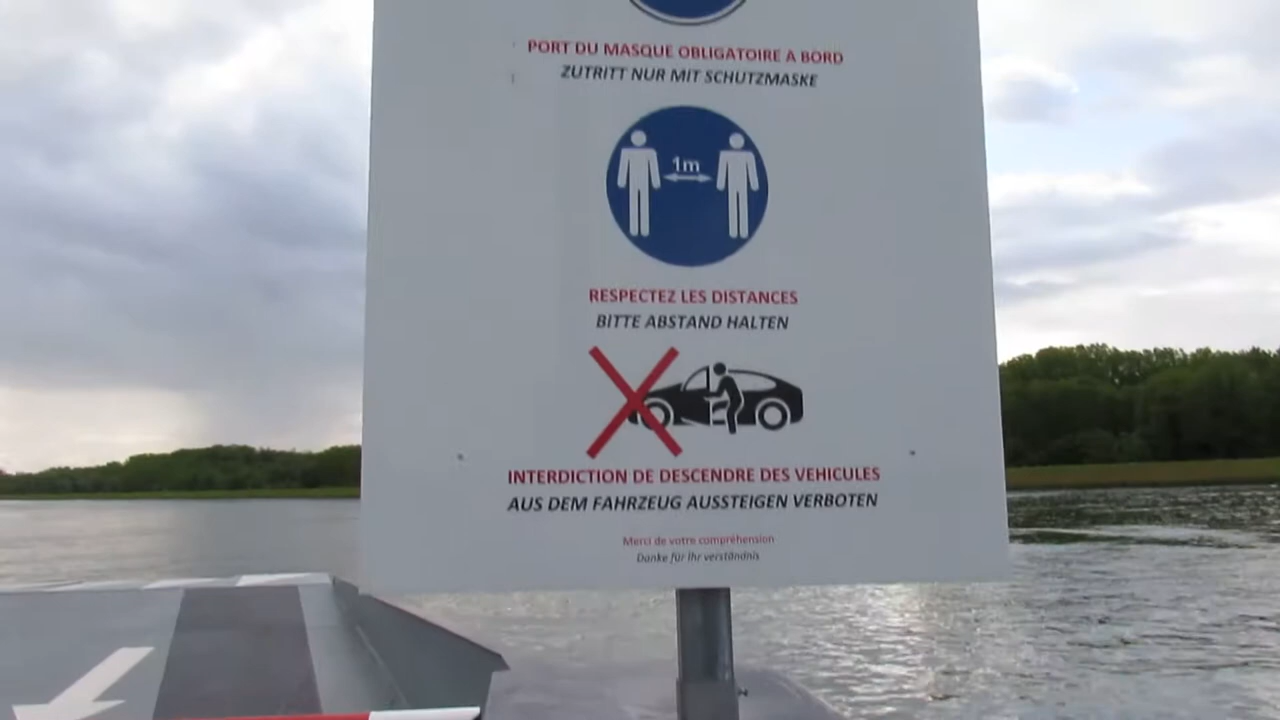 PORT DU MASQUE OBLIGATOIRE A BORD
ZUTRITT NUR MIT SCHUTZMASKE
1m
RESPECTEZ LES DISTANCES
BITTE ABSTAND HALTEN
INTERDICTION DE DESCENDRE DES VEHICULES
AUS DEM FAHRZEUG AUSSTEIGEN VERBOTEN
Merci de votre compréhension
Danke für Ihr verständnis